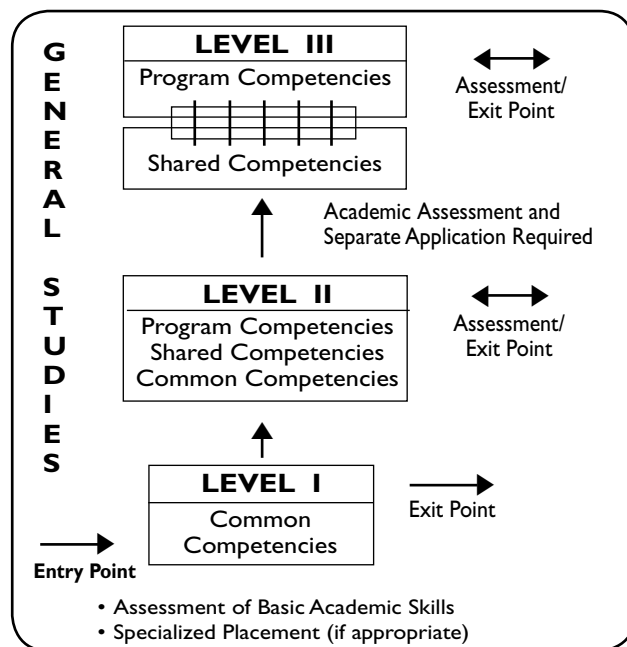 GENERAL STUDIES
LEVEL III
Program Competencies
Shared Competencies
Assessment/
Exit Point
Academic Assessment and
Separate Application Required
LEVEL II
Program Competencies
Shared Competencies
Common Competencies
Assessment/
Exit Point
LEVEL I
Common
Competencies
Exit Point
Entry Point
• Assessment of Basic Academic Skills
• Specialized Placement (if appropriate)